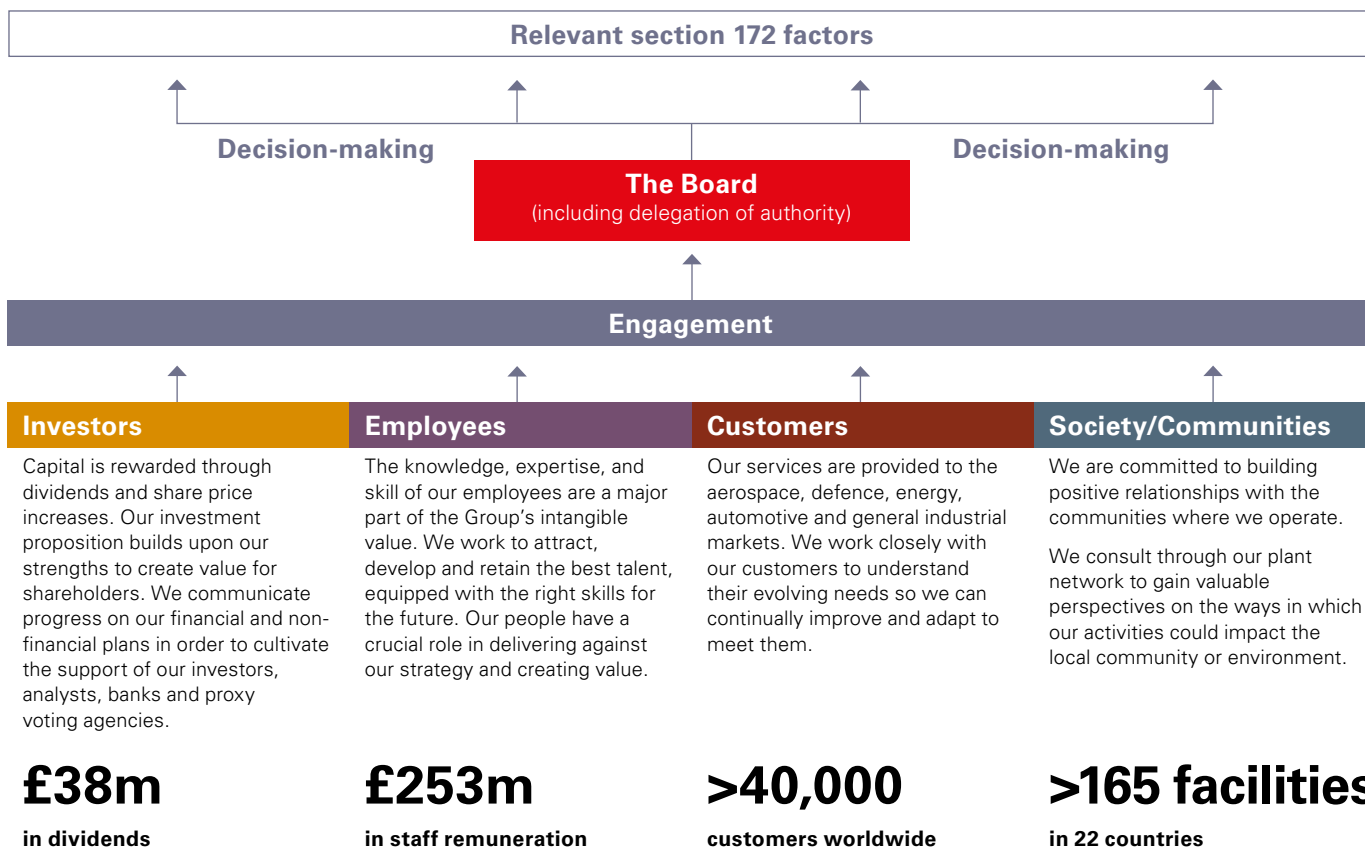 Relevant section 172 factors
Decision-making
Decision-making
The Board
(including delegation of authority)
Engagement
Investors
Capital is rewarded through
dividends and share price
increases. Our investment
proposition builds upon our
strengths to create value for
shareholders. We communicate
progress on our financial and non-
financial plans in order to cultivate
the support of our investors,
analysts, banks and proxy
voting agencies.
£38m
in dividends
Employees
The knowledge, expertise, and
skill of our employees are a major
part of the Group's intangible
value. We work to attract,
develop and retain the best talent,
equipped with the right skills for
the future. Our people have a
crucial role in delivering against
our strategy and creating value.
£253m
in staff remuneration
Customers
Our services are provided to the
aerospace, defence, energy,
automotive and general industrial
markets. We work closely with
our customers to understand
their evolving needs so we can
continually improve and adapt to
meet them.
>40,000
customers worldwide
Society/Communities
We are committed to building
positive relationships with the
communities where we operate.
We consult through our plant
network to gain valuable
perspectives on the ways in which
our activities could impact the
local community or environment.
>165 facilities
in 22 countries